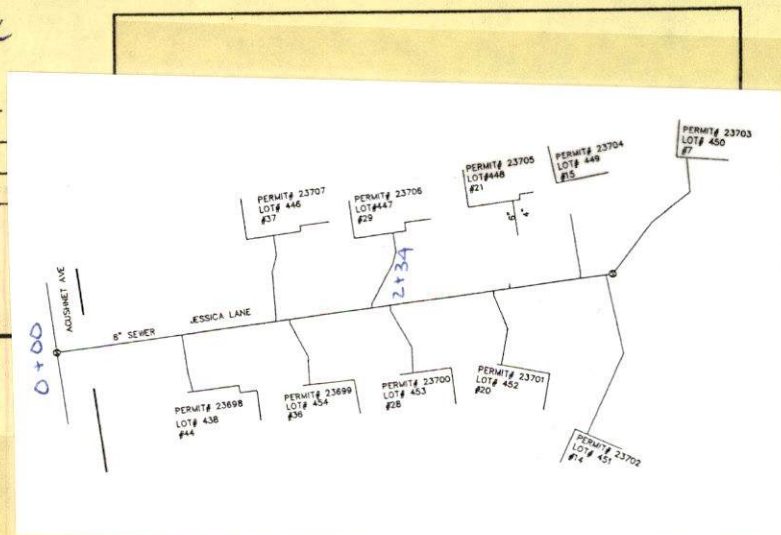 PERMIT# 23703
LOT# 450
#7
PERMIT# 23704
LOT# 449
#15
PERMIT# 23705
LOT#448
#21
6"
4"
PERMIT# 23706
LOT#447
#29
PERMIT# 23707
LOT# 446
#37
ACUSHNET AVE
0+00
8" SEWER
JESSICA LANE
2+34
PERMIT# 23698
LOT# 438
#44
PERMIT# 23699
LOT# 454
#36
PERMIT# 23700
LOT# 453
#28
PERMIT# 23701
LOT# 452
#20
PERMIT# 23702
LOT# 451
#14